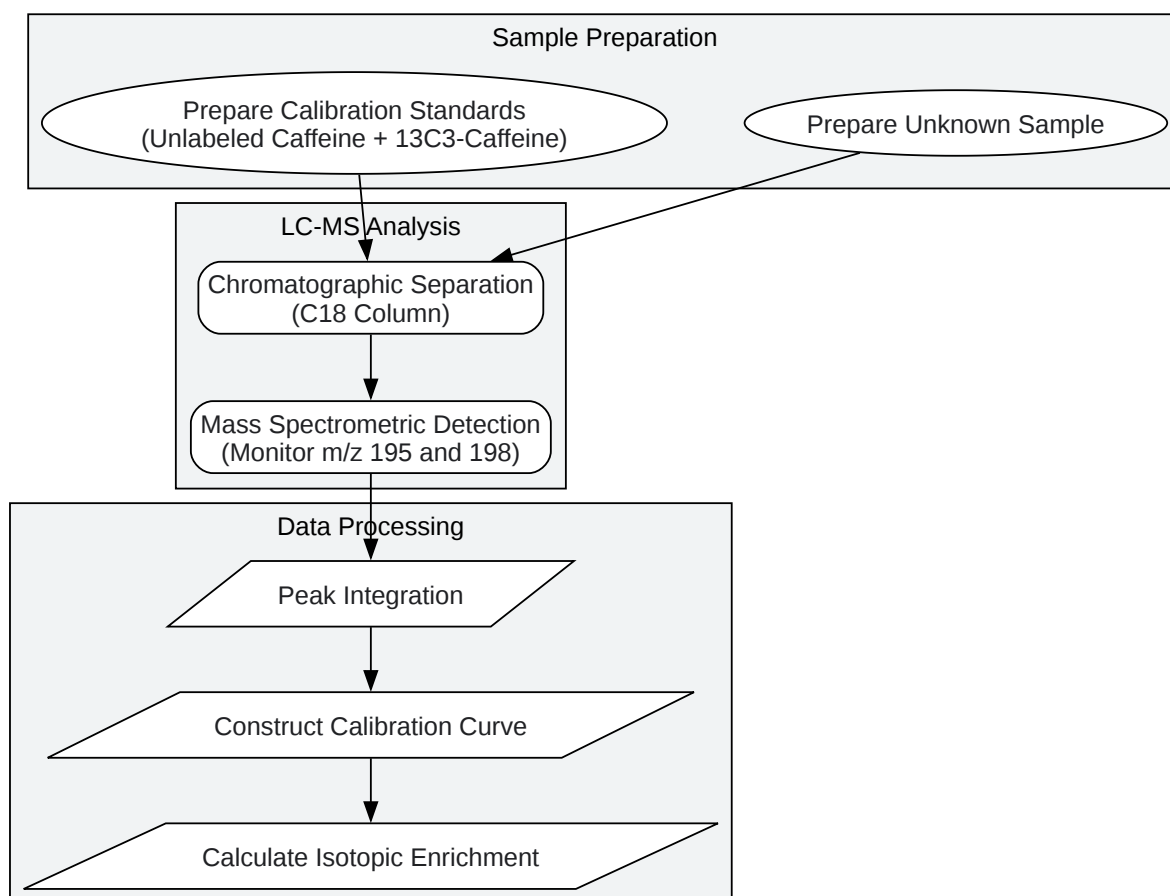 Sample Preparation
Prepare Calibration Standards
(Unlabeled Caffeine + 13C3-Caffeine)
Prepare Unknown Sample
LC-MS Analysis
Chromatographic Separation
(C18 Column)
Mass Spectrometric Detection
(Monitor m/z 195 and 198)
Data Processing
Peak Integration
Construct Calibration Curve
Calculate Isotopic Enrichment